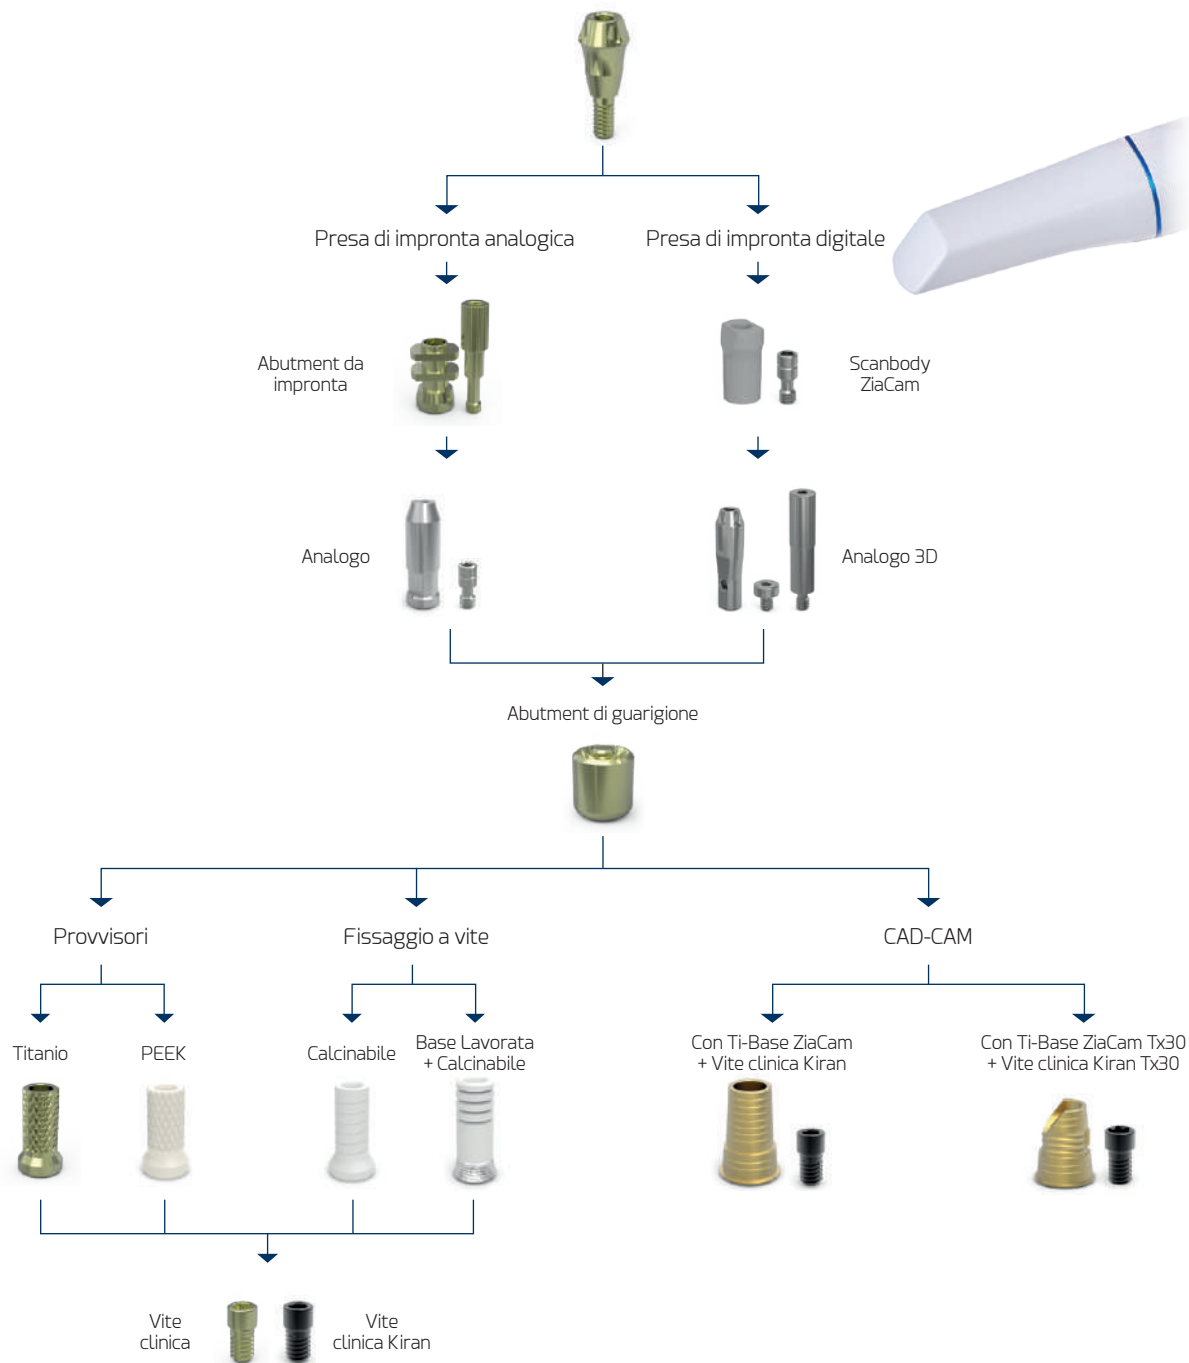 Presa di impronta analogica
Presa di impronta digitale
Abutment da
impronta
Scanbody
ZiaCam
Analogo
Analogo 3D
Abutment di guarigione
Provvisori
Fissaggio a vite
CAD-CAM
Titanio
PEEK
Calcinabile
Base Lavorata
+ Calcinabile
Con Ti-Base ZiaCam
+ Vite clinica Kiran
Con Ti-Base ZiaCam Tx30
+ Vite clinica Kiran Tx30
Vite
clinica
Vite
clinica Kiran